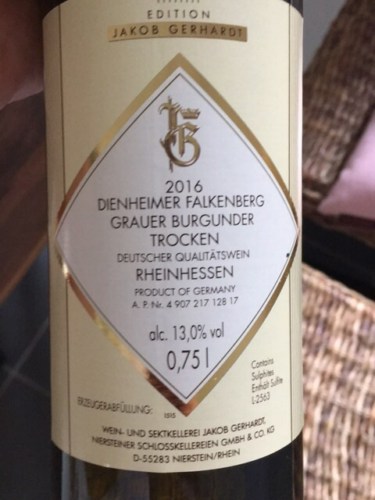 EDITION
JAKOB GERHARDT
2016
DIENHEIMER FALKENBERG
GRAUER BURGUNDER
TROCKEN
DEUTSCHER QUALITÄTSWEIN
RHEINHESSEN
PRODUCT OF GERMANY
A. P.-Nr. 4 907 217 128 17
alc. 13,0% vol
0,75 l
Contains
Sulphites
Enthält Sulfite
L-2563
ERZEUGERABFÜLLUNG:
WEIN- UND SEKTKELLEREI JAKOB GERHARDT,
NIERSTEINER SCHLOSSKELLEREIEN GMBH & CO. KG
D-55283 NIERSTEIN/RHEIN